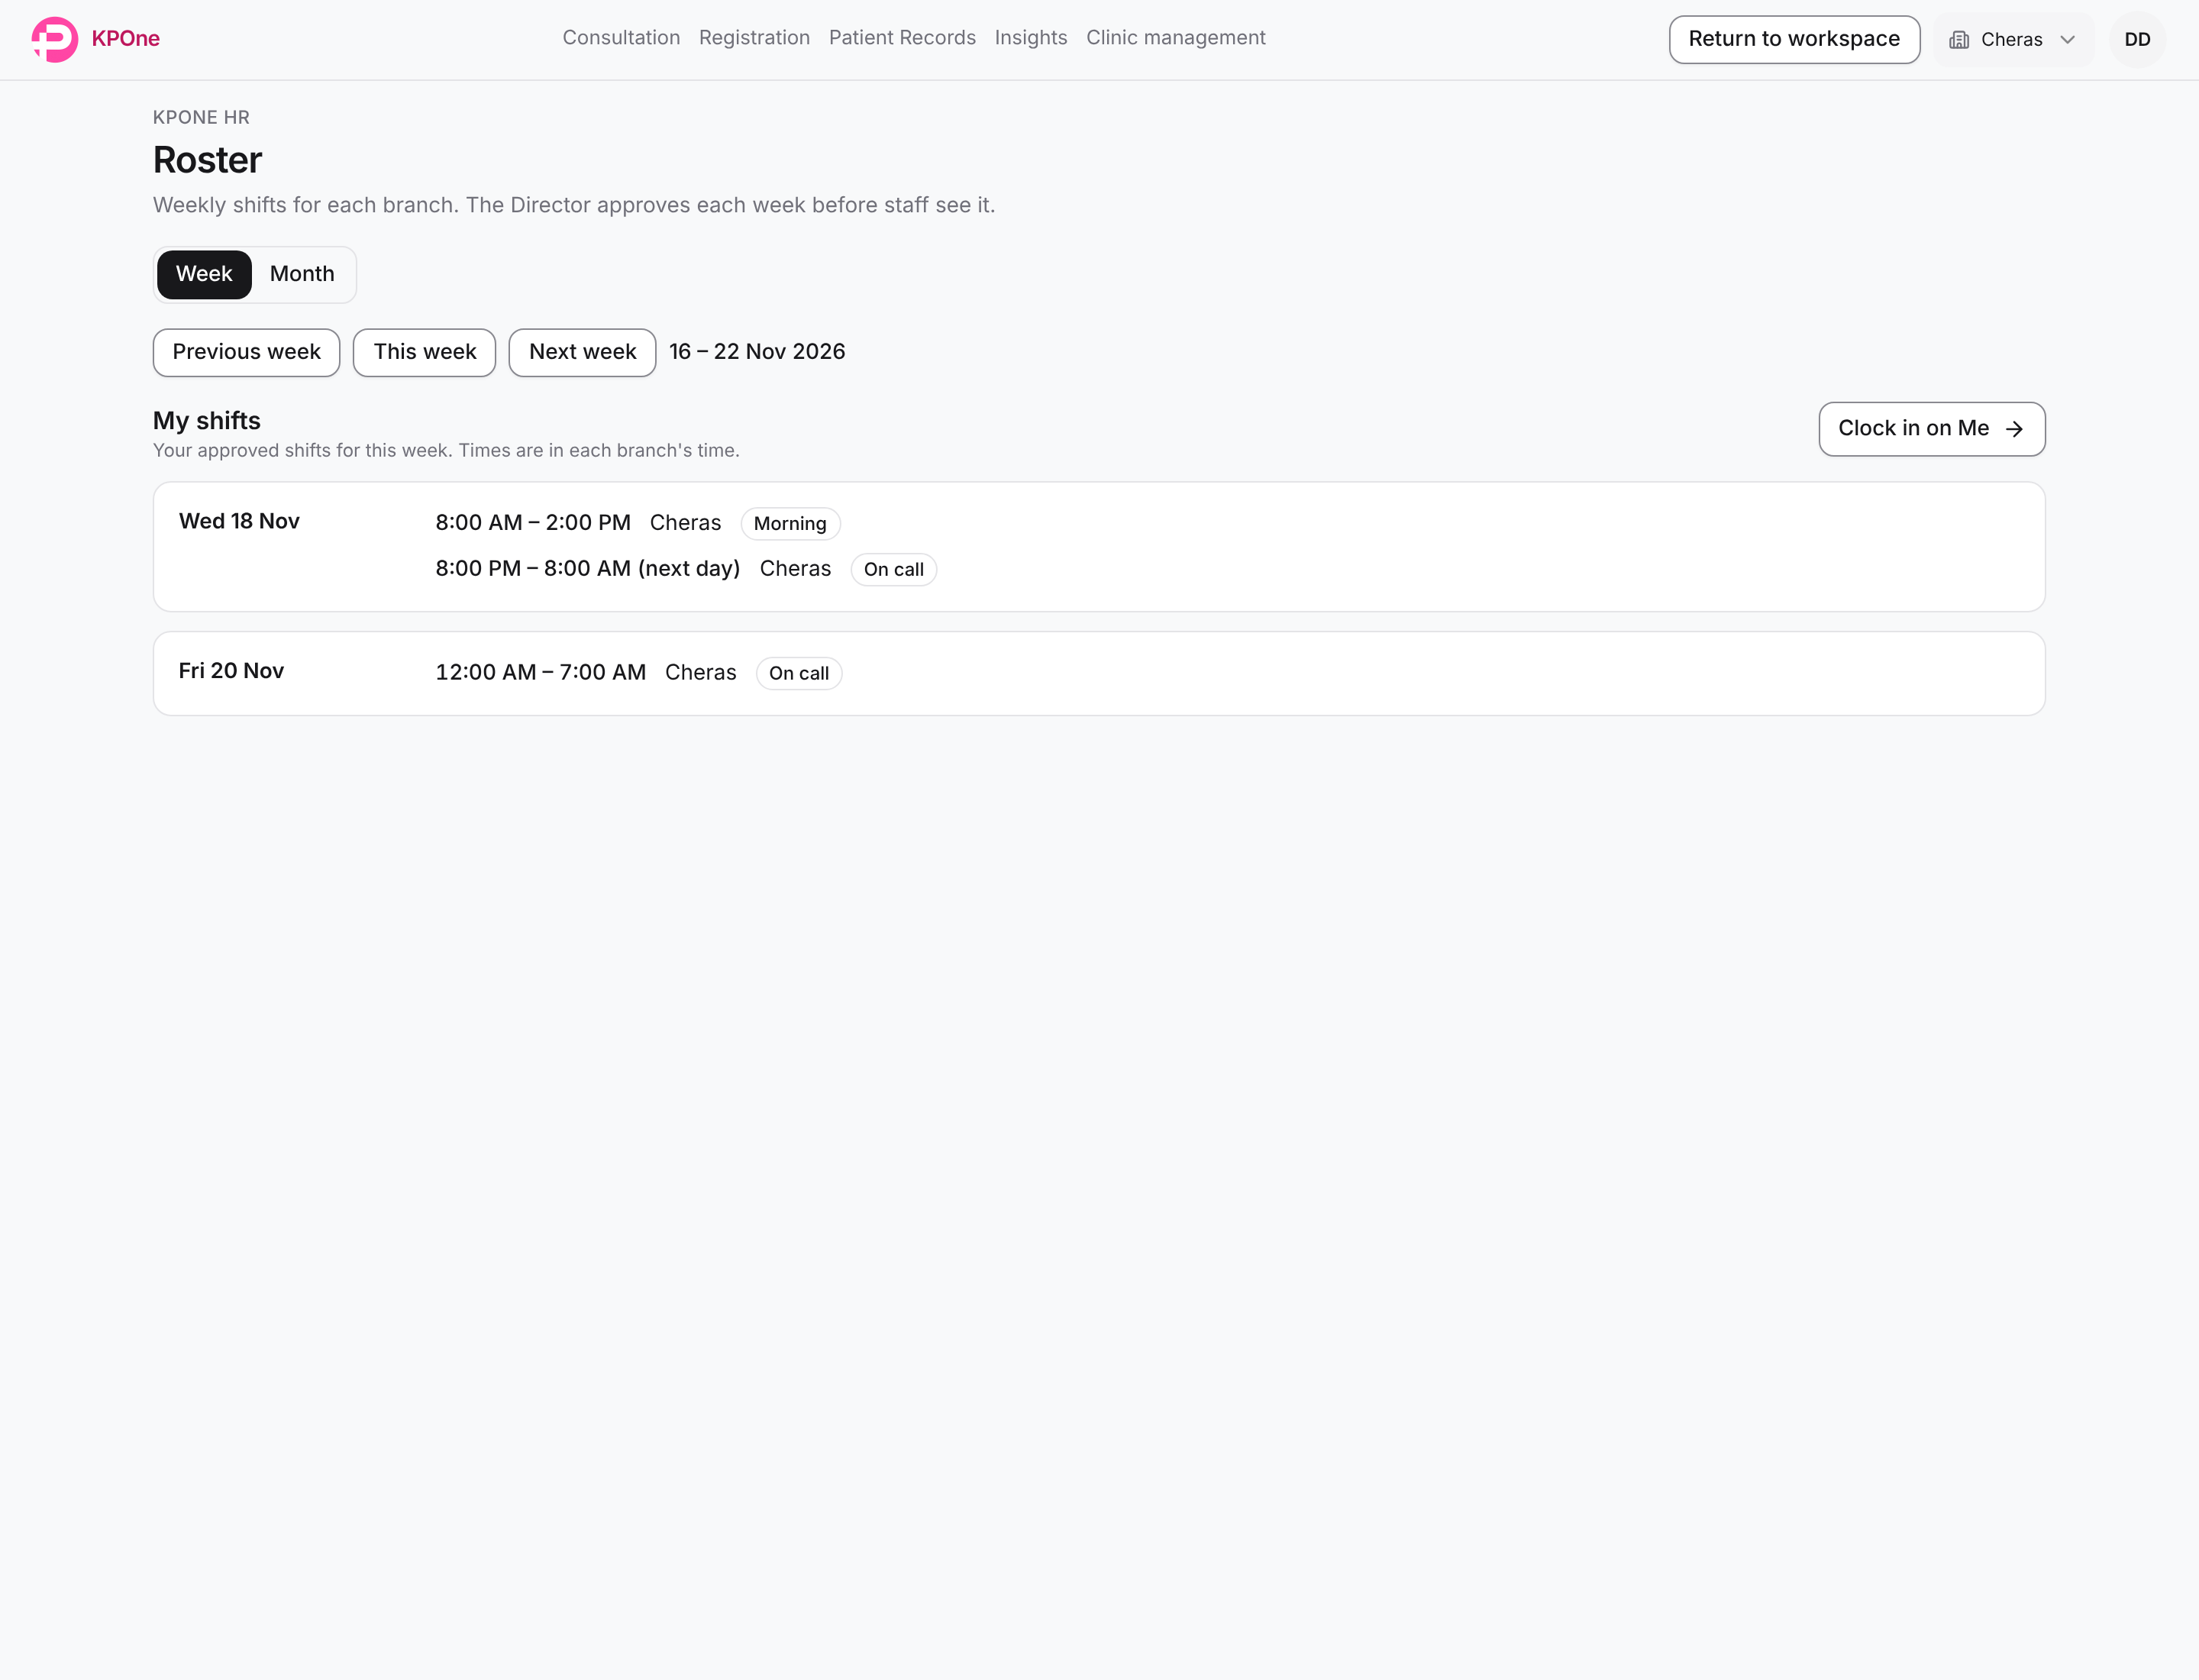 KPOne
Consultation Registration Patient Records Insights Clinic management
Return to workspace
Cheras
DD
KPONE HR
Roster
Weekly shifts for each branch. The Director approves each week before staff see it.
Week Month
Previous week This week Next week 16 – 22 Nov 2026
My shifts
Your approved shifts for this week. Times are in each branch's time.
Clock in on Me →
Wed 18 Nov
8:00 AM – 2:00 PM Cheras Morning
8:00 PM – 8:00 AM (next day) Cheras On call
Fri 20 Nov
12:00 AM – 7:00 AM Cheras On call